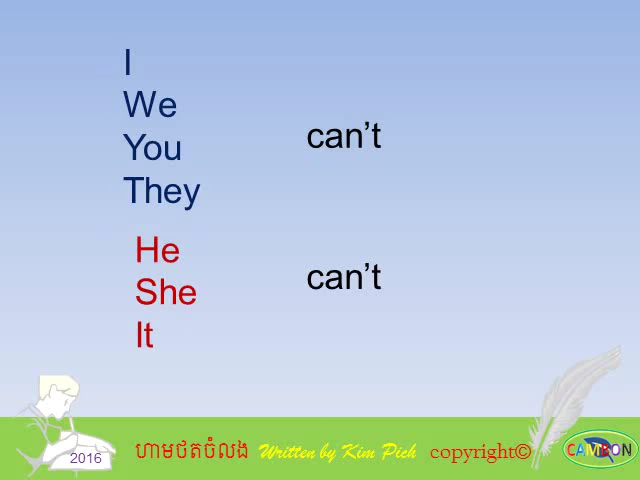 I
We
You
They
can't
He
She
It
can't
2016
ហាមថតចំលង Written by Kim Pich copyright©
CAMBON